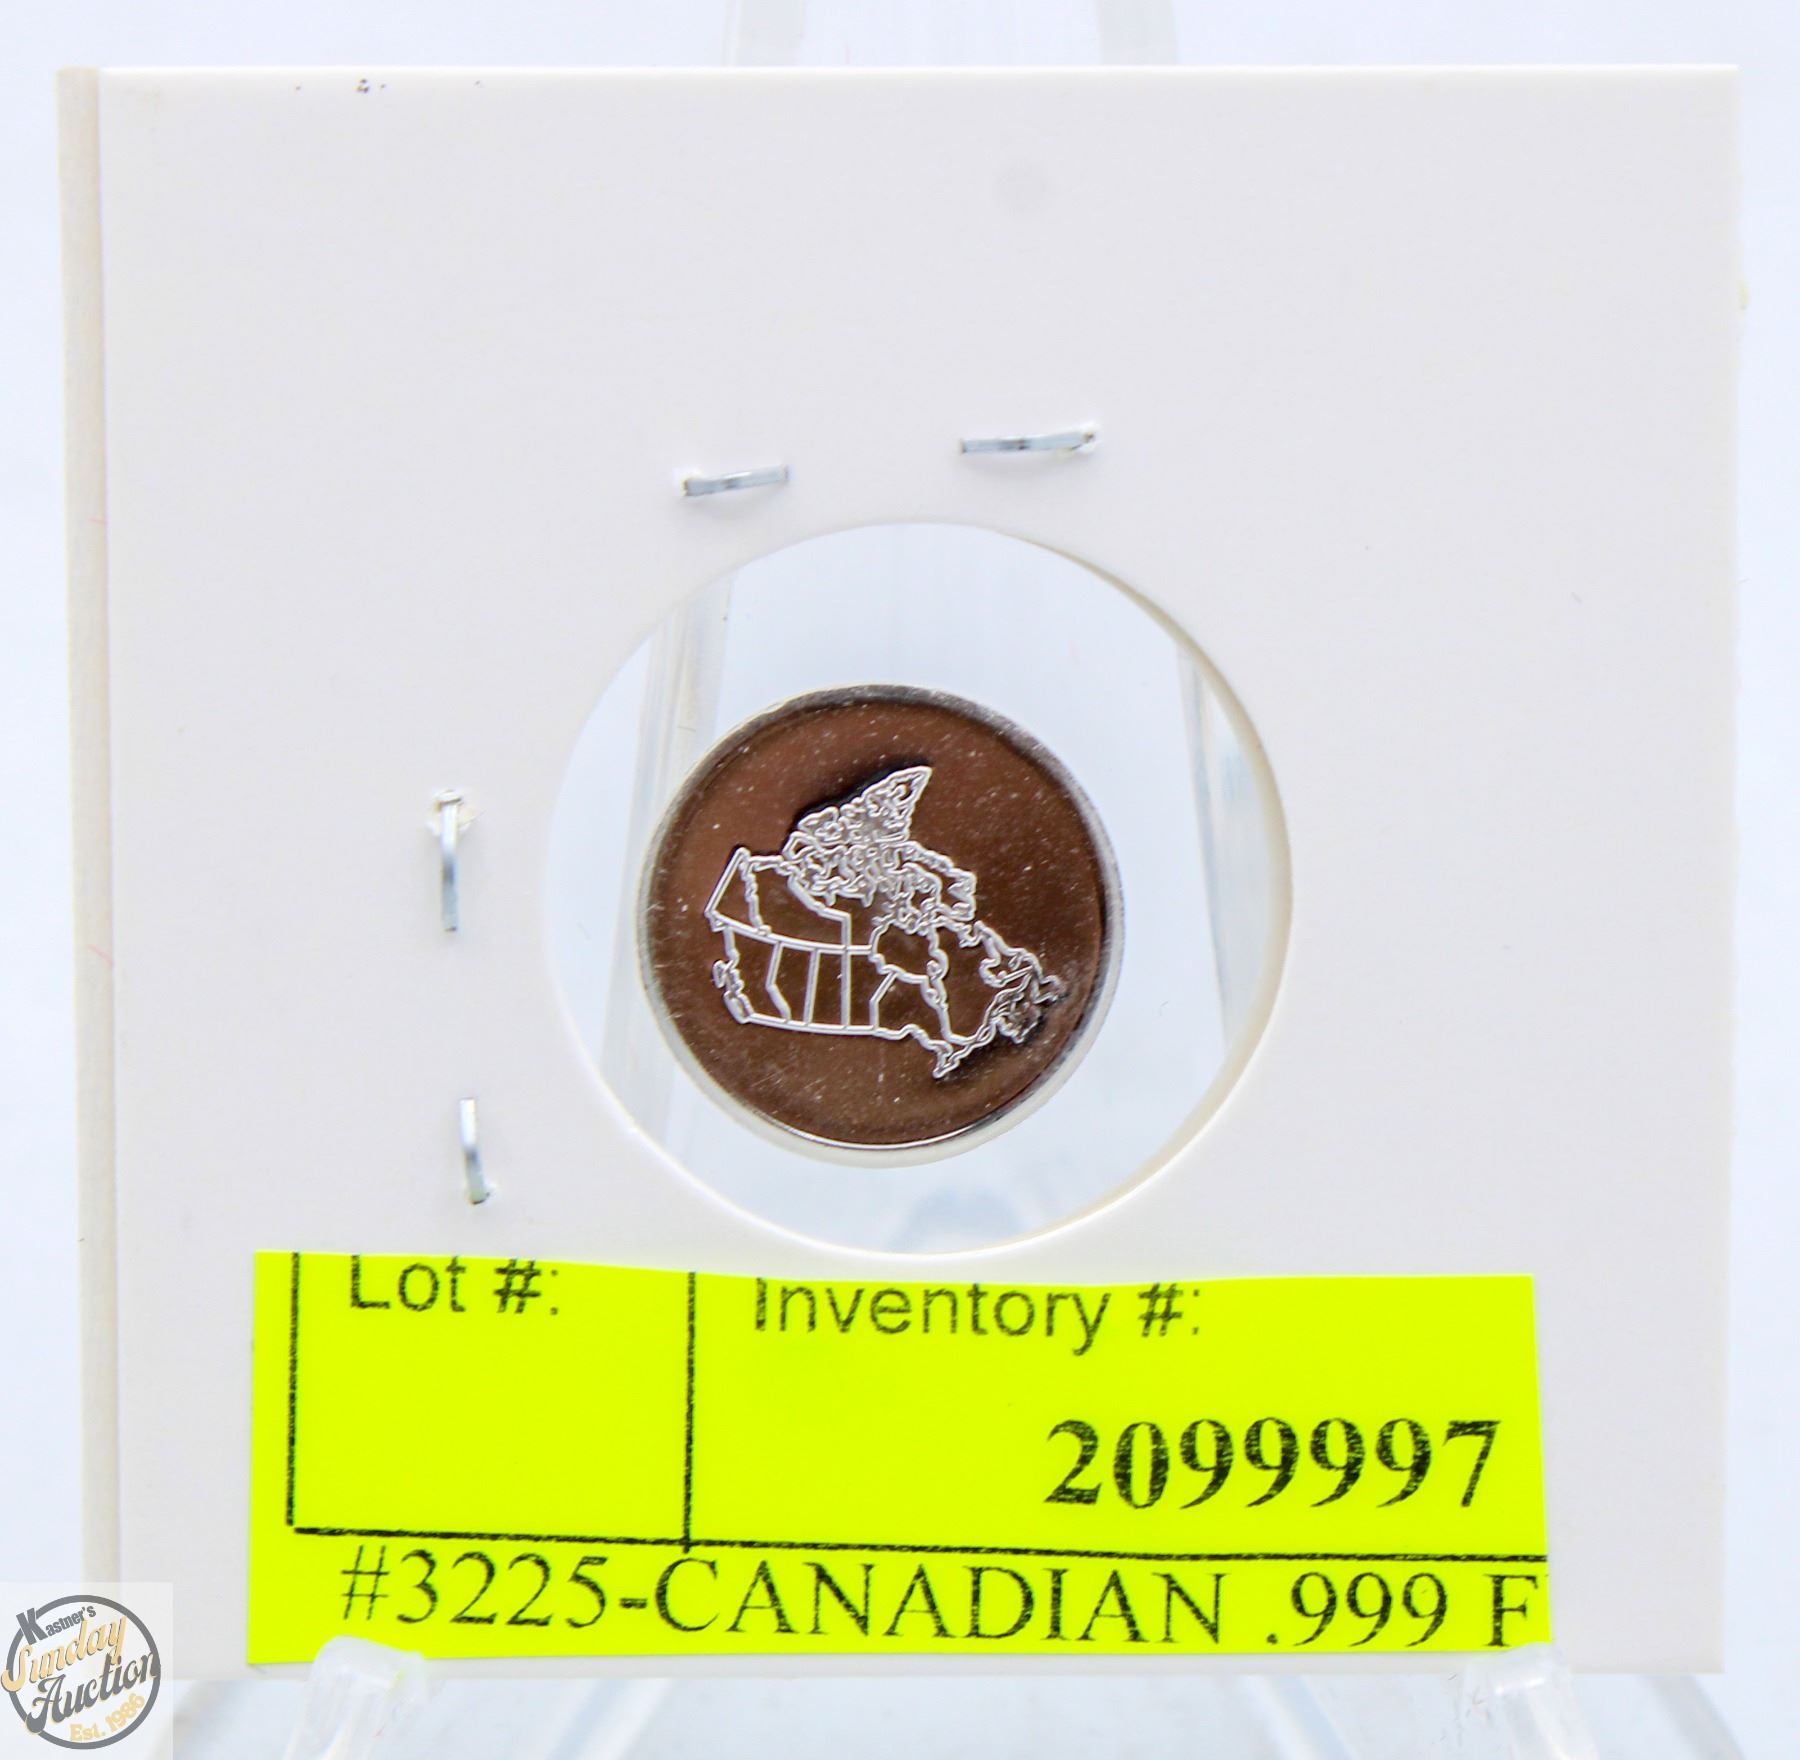 Lot #: Inventory #:
2099997
#3225-CANADIAN .999 F
Kastner's
Sunday
Auction
Est. 1986